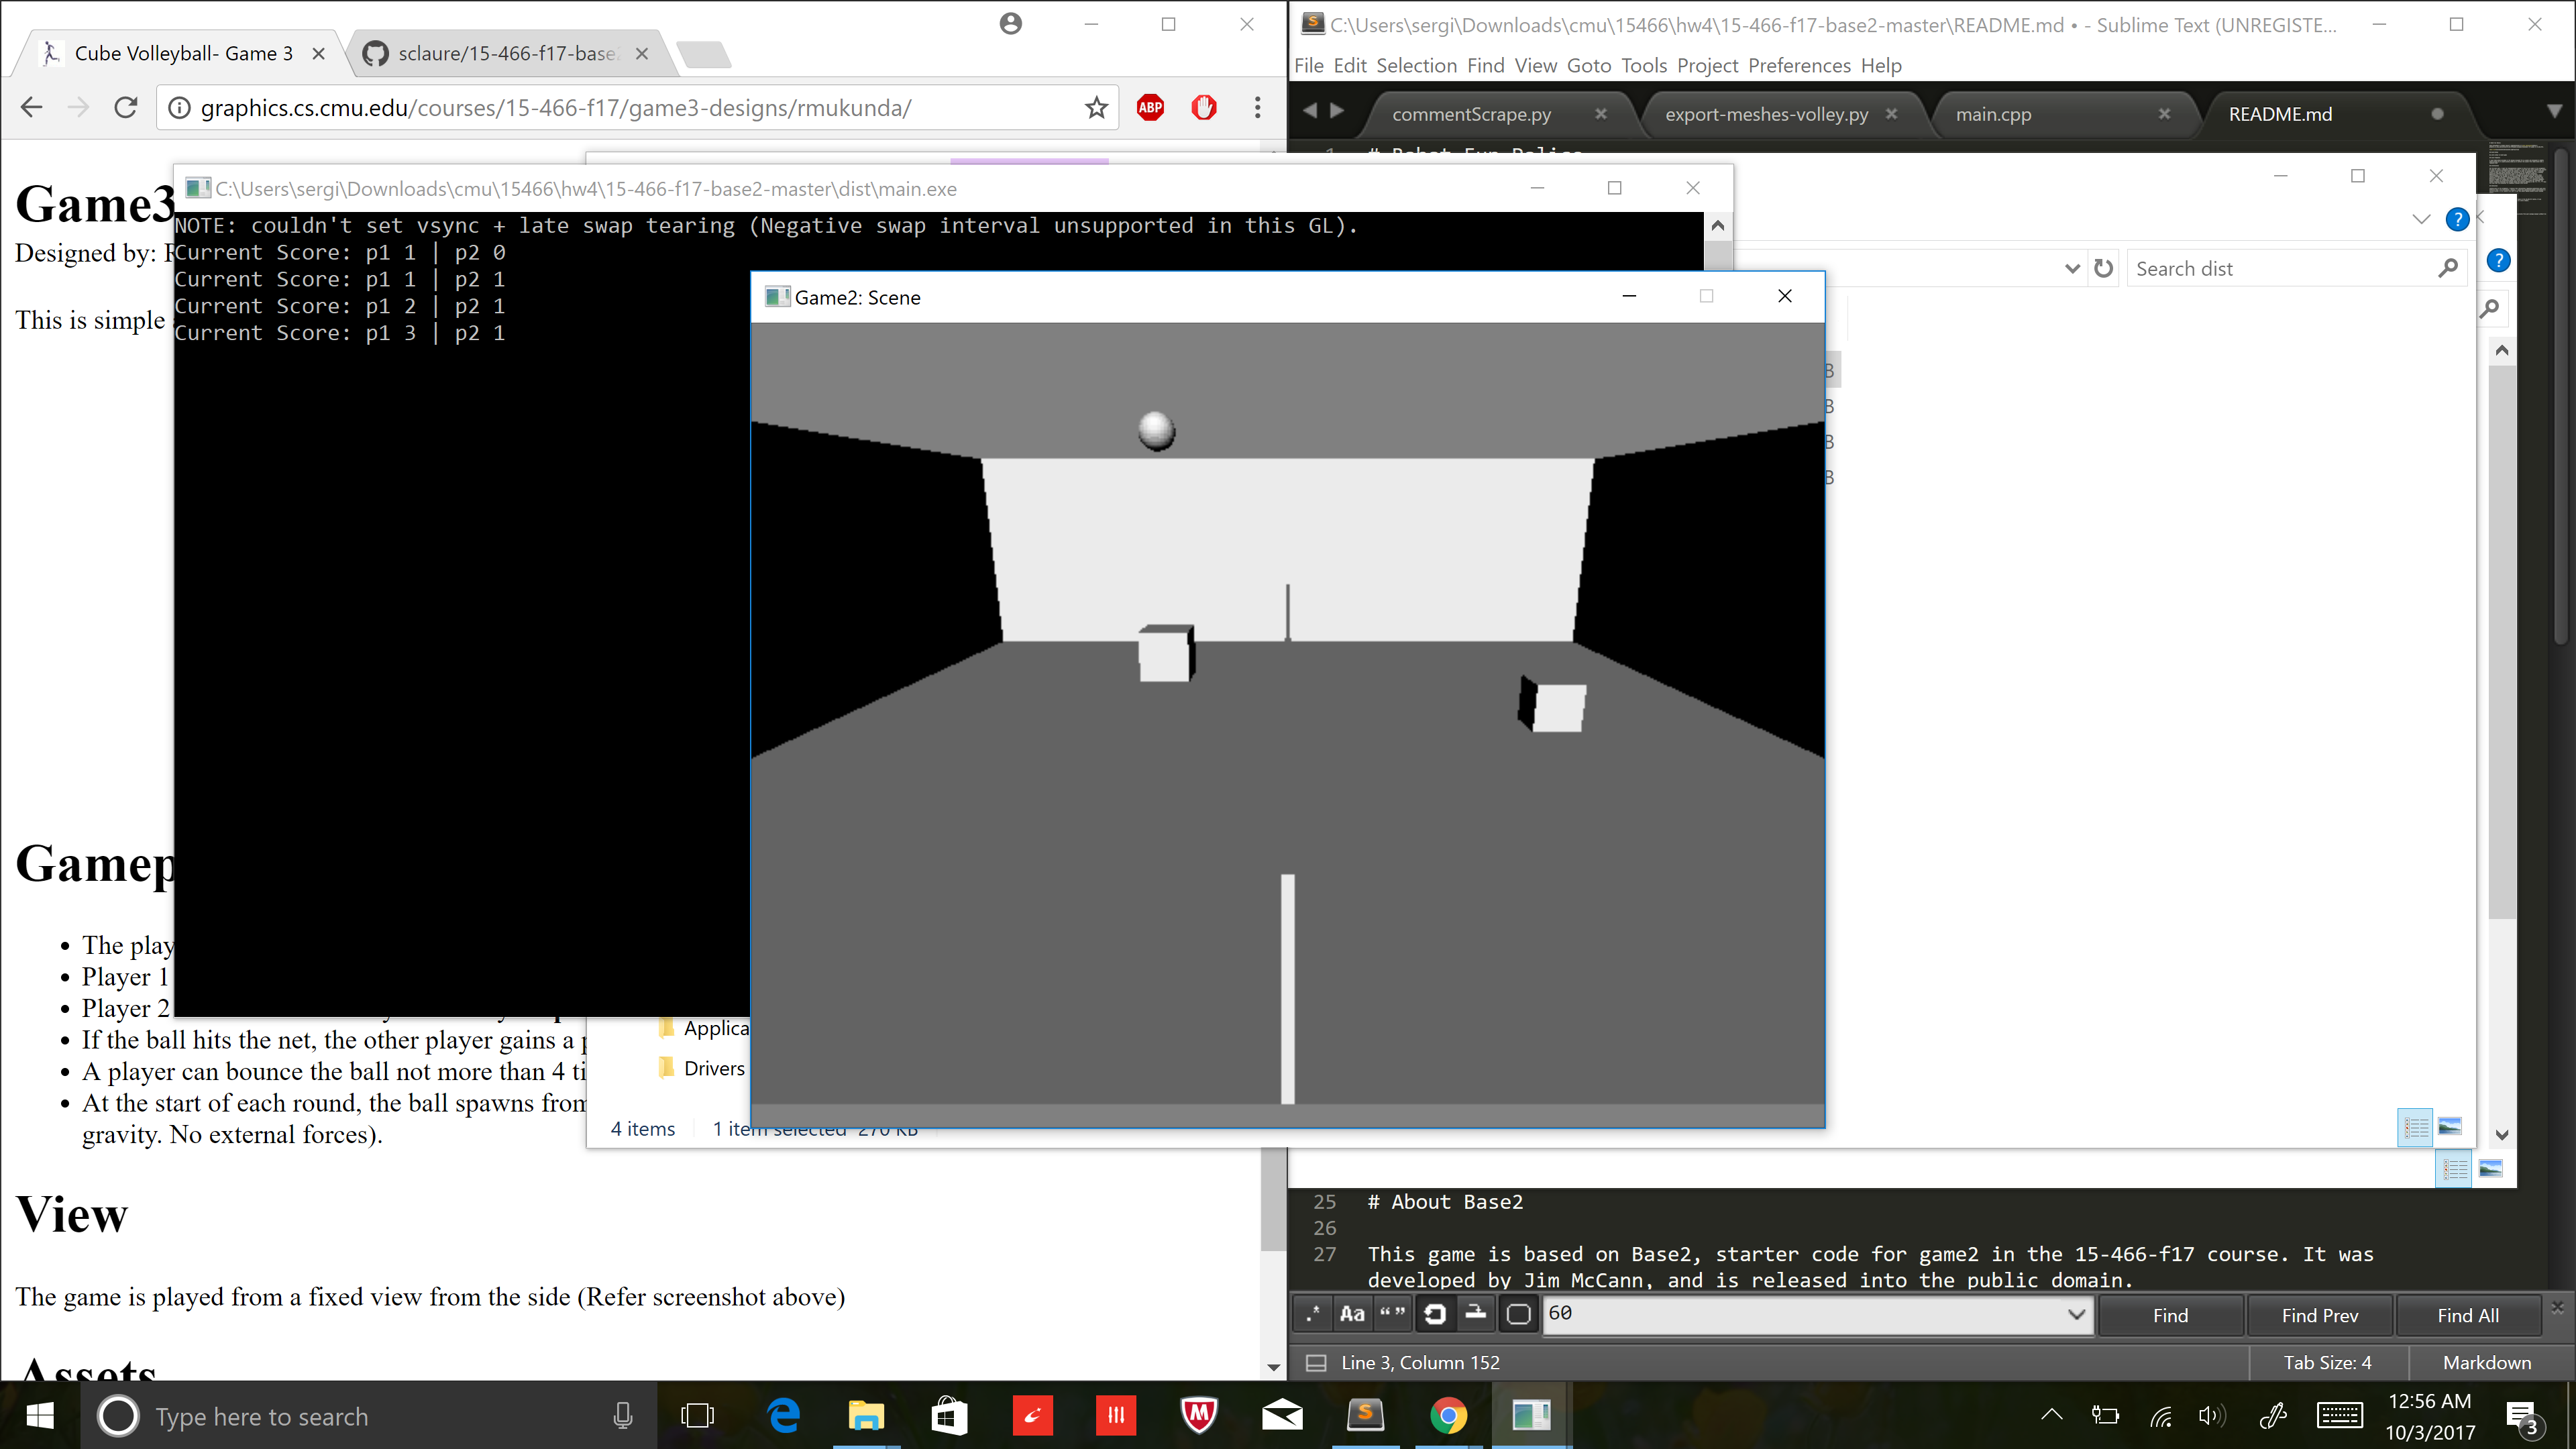 Cube Volleyball- Game 3
sclaure/15-466-f17-base
graphics.cs.cmu.edu/courses/15-466-f17/game3-designs/rmukunda/
ABP
Game3
Designed by:
This is simple
Gamep
The play
Player 1
Player 2
If the ball hits the net, the other player gains a
A player can bounce the ball not more than 4 ti
At the start of each round, the ball spawns from
gravity. No external forces).
View
The game is played from a fixed view from the side (Refer screenshot above)
Assets
C:\Users\sergi\Downloads\cmu\15466\hw4\15-466-f17-base2-master\dist\main.exe
NOTE: couldn't set vsync + late swap tearing (Negative swap interval unsupported in this GL).
Current Score: p1 1 | p2 0
Current Score: p1 1 | p2 1
Current Score: p1 2 | p2 1
Current Score: p1 3 | p2 1
Game2: Scene
Applica
Drivers
4 items
1 item selected 270 KB
Search dist
B
B
B
B
C:\Users\sergi\Downloads\cmu\15466\hw4\15-466-f17-base2-master\README.md • - Sublime Text (UNREGISTE...
File Edit Selection Find View Goto Tools Project Preferences Help
commentScrape.py
export-meshes-volley.py
main.cpp
README.md
1 # Robot Fun Police
25 # About Base2
26
27 This game is based on Base2, starter code for game2 in the 15-466-f17 course. It was
developed by Jim McCann, and is released into the public domain.
.* Aa “ ” 60 Find Find Prev Find All
Line 3, Column 152 Tab Size: 4 Markdown
Type here to search
12:56 AM
10/3/2017
3